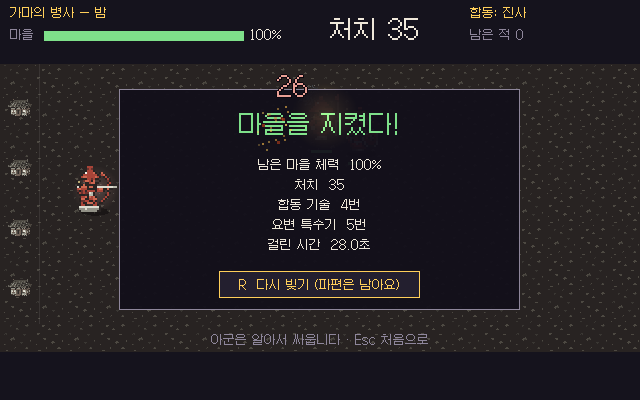 가마의 병사 — 밤
마을 100%
처치 35
합동: 진사
남은 적 0
26
마을을 지켰다!
남은 마을 체력 100%
처치 35
합동 기술 4번
요변 특수기 5번
걸린 시간 28.0초
R 다시 빚기 (파편은 남아요)
아군은 알아서 싸웁니다 · Esc 처음으로